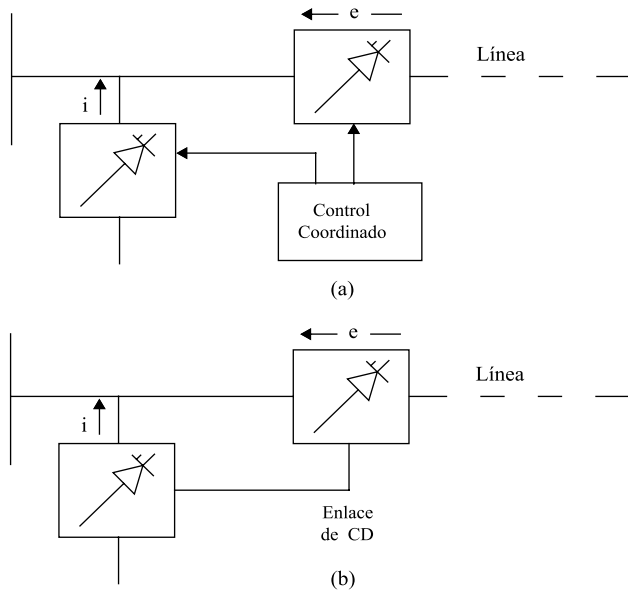 e
Línea
i
Control
Coordinado
(a)
e
Línea
i
Enlace
de CD
(b)